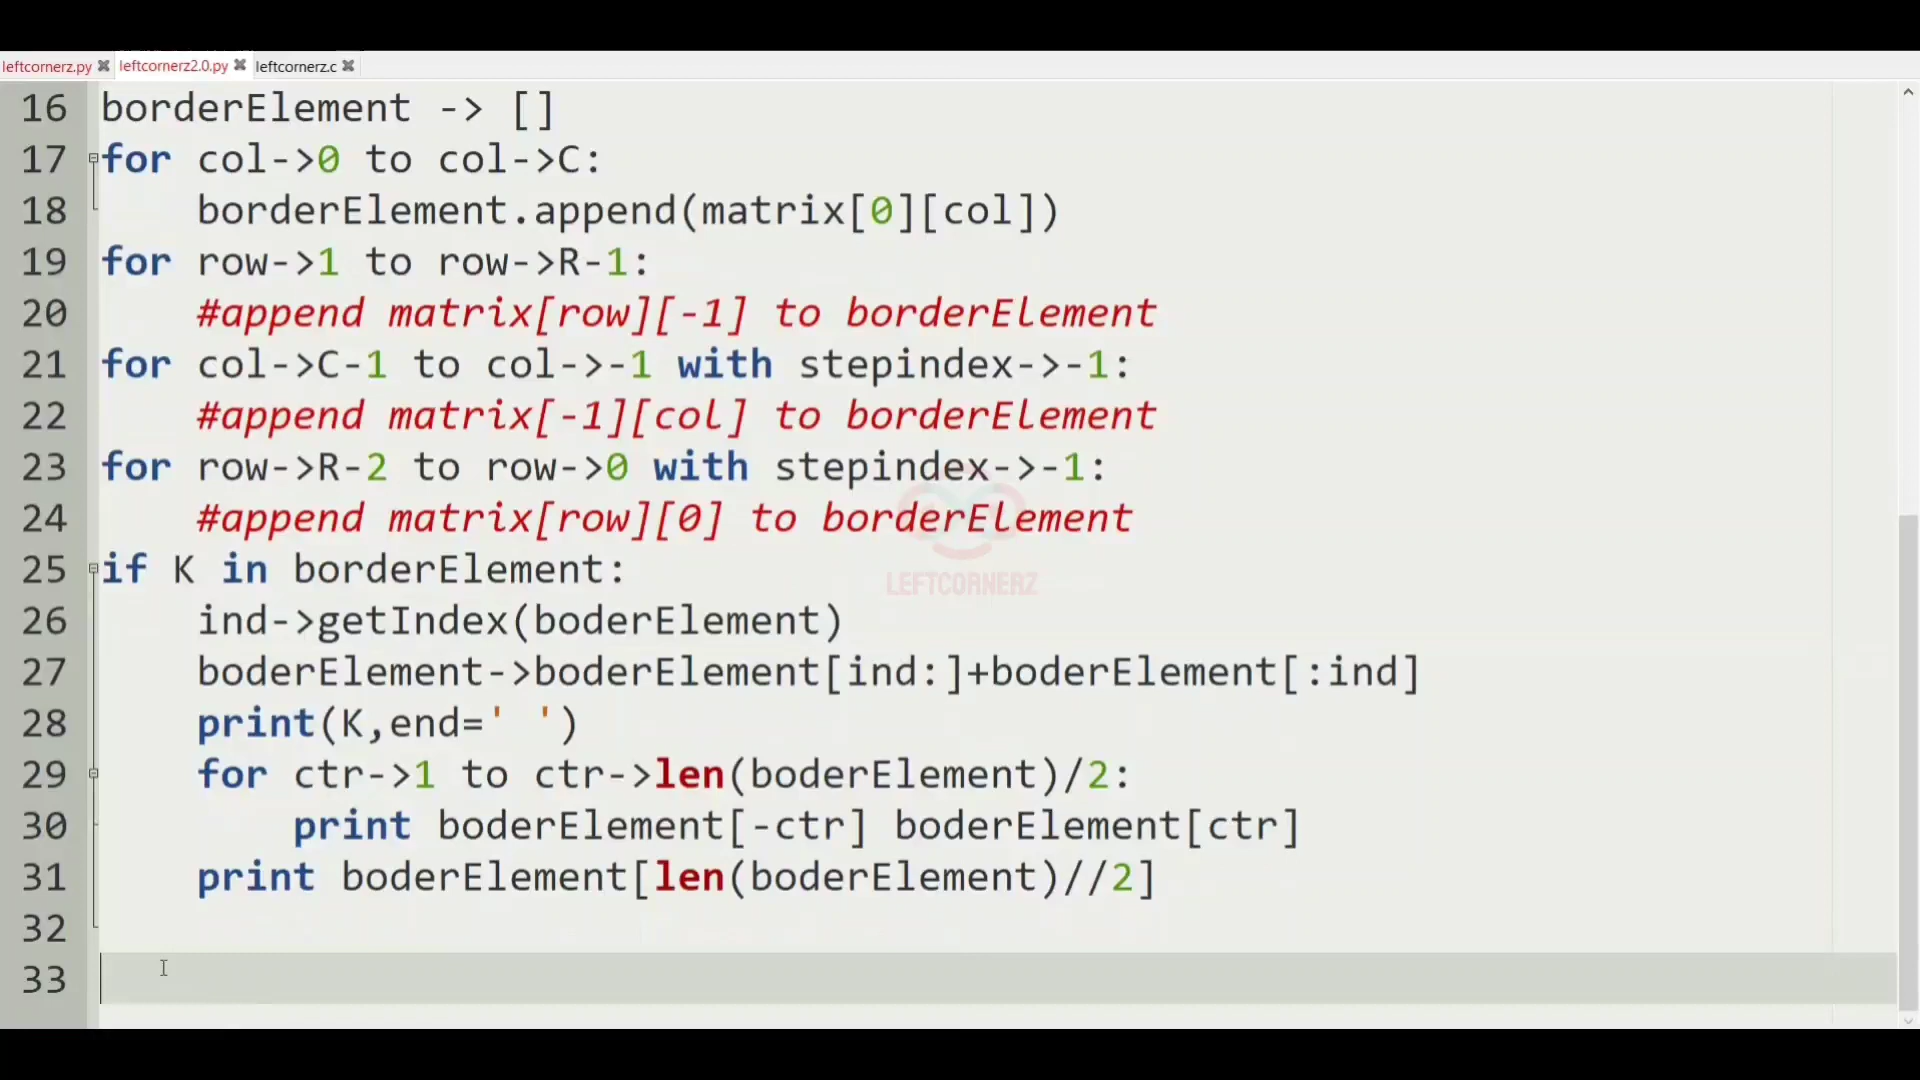 leftcornerz.py leftcornerz2.0.py leftcornerz.c
16 borderElement -> []
17 for col->0 to col->C:
18 borderElement.append(matrix[0][col])
19 for row->1 to row->R-1:
20 #append matrix[row][-1] to borderElement
21 for col->C-1 to col->-1 with stepindex->-1:
22 #append matrix[-1][col] to borderElement
23 for row->R-2 to row->0 with stepindex->-1:
24 #append matrix[row][0] to borderElement
25 if K in borderElement:
LEFTCORNERZ
26 ind->getIndex(boderElement)
27 boderElement->boderElement[ind:]+boderElement[:ind]
28 print(K,end=' ')
29 for ctr->1 to ctr->len(boderElement)/2:
30 print boderElement[-ctr] boderElement[ctr]
31 print boderElement[len(boderElement)//2]
32
33